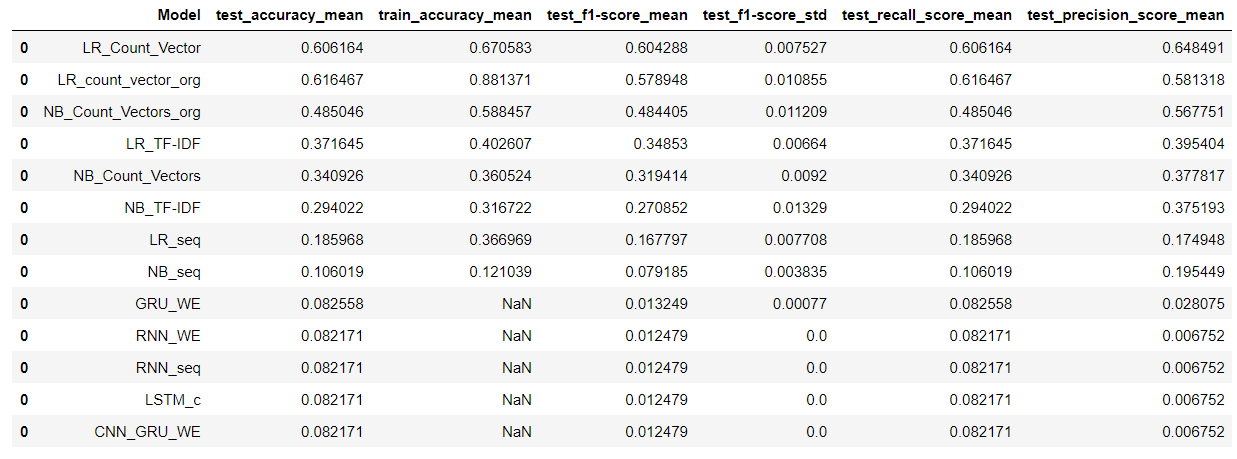 Model test_accuracy_mean train_accuracy_mean test_f1-score_mean test_f1-score_std test_recall_score_mean test_precision_score_mean
0 LR_Count_Vector 0.606164 0.670583 0.604288 0.007527 0.606164 0.648491
0 LR_count_vector_org 0.616467 0.881371 0.578948 0.010855 0.616467 0.581318
0 NB_Count_Vectors_org 0.485046 0.588457 0.484405 0.011209 0.485046 0.567751
0 LR_TF-IDF 0.371645 0.402607 0.34853 0.00664 0.371645 0.395404
0 NB_Count_Vectors 0.340926 0.360524 0.319414 0.0092 0.340926 0.377817
0 NB_TF-IDF 0.294022 0.316722 0.270852 0.01329 0.294022 0.375193
0 LR_seq 0.185968 0.366969 0.167797 0.007708 0.185968 0.174948
0 NB_seq 0.106019 0.121039 0.079185 0.003835 0.106019 0.195449
0 GRU_WE 0.082558 NaN 0.013249 0.00077 0.082558 0.028075
0 RNN_WE 0.082171 NaN 0.012479 0.0 0.082171 0.006752
0 RNN_seq 0.082171 NaN 0.012479 0.0 0.082171 0.006752
0 LSTM_c 0.082171 NaN 0.012479 0.0 0.082171 0.006752
0 CNN_GRU_WE 0.082171 NaN 0.012479 0.0 0.082171 0.006752